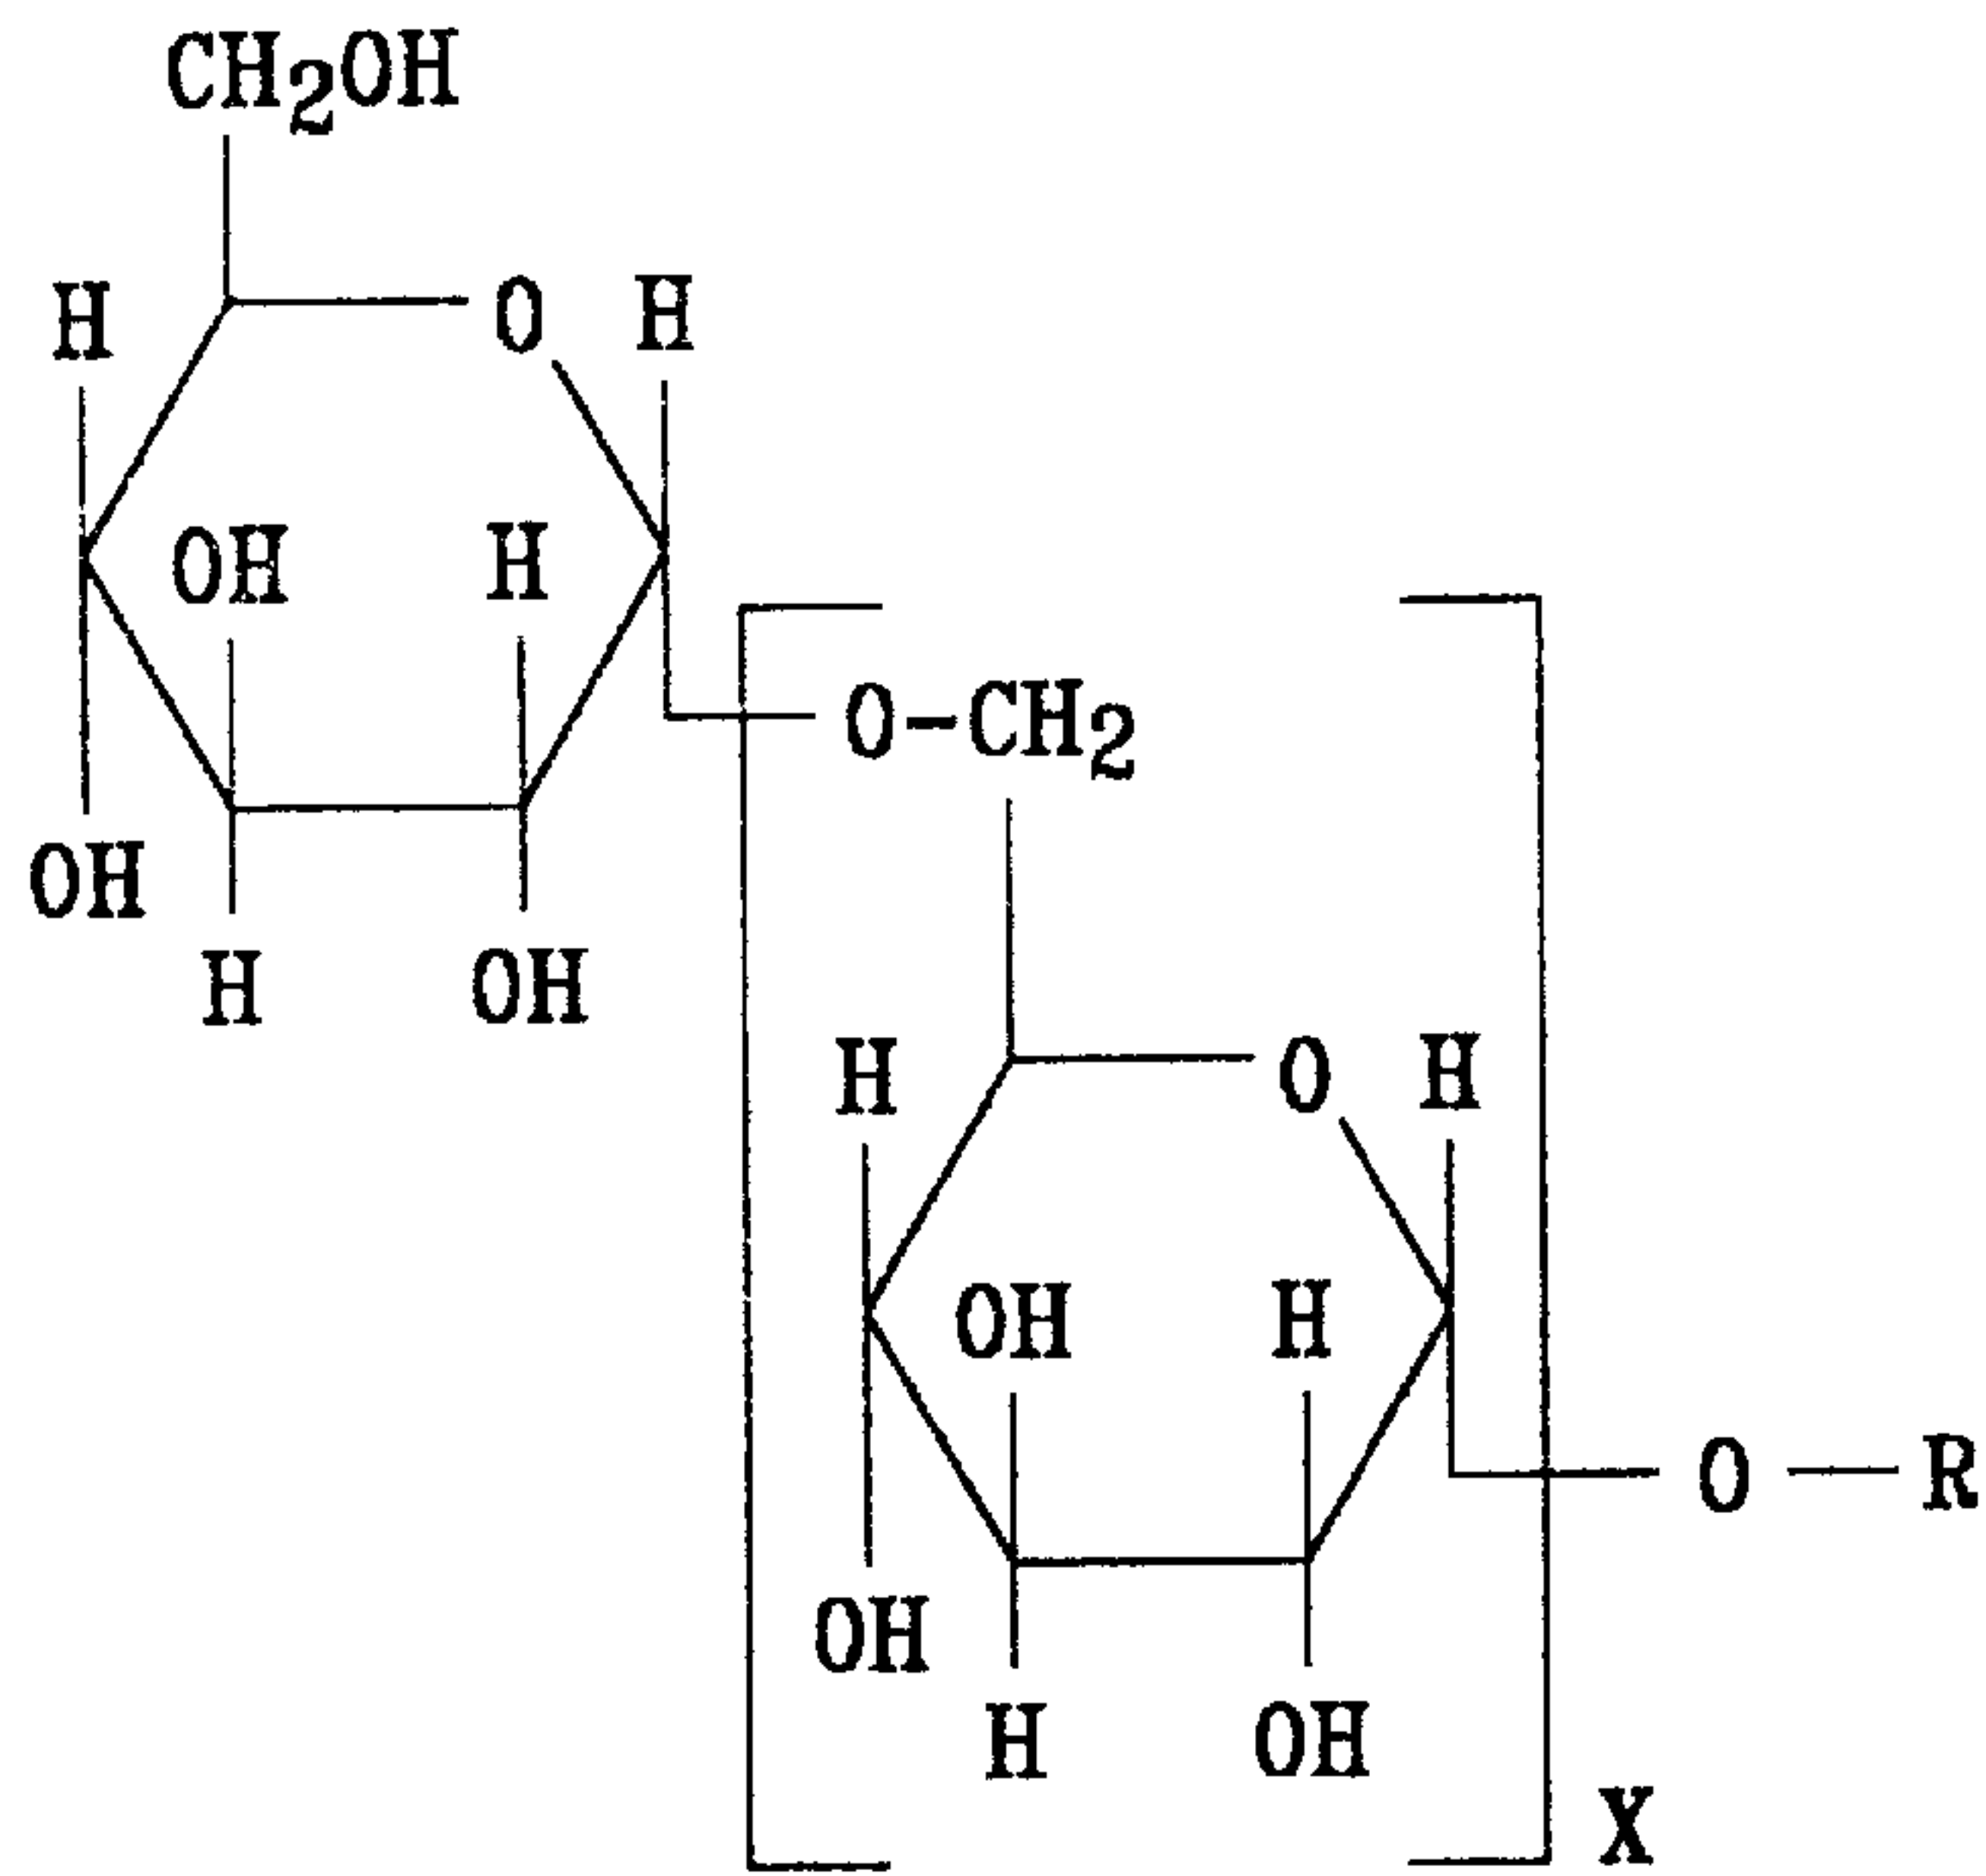 CH2OH
H O H
OH H
O-CH2
OH
H OH
H O H
OH H
O — R
OH
H OH
X